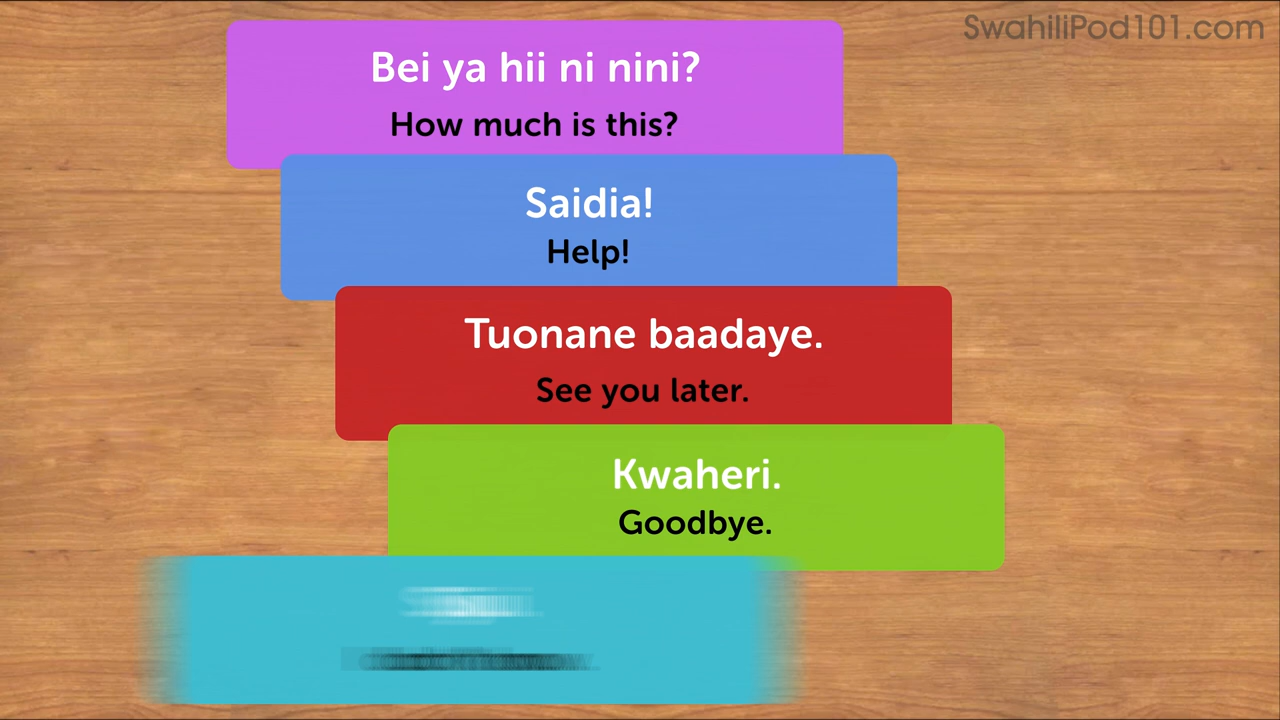 SwahiliPod101.com
Bei ya hii ni nini?
How much is this?
Saidia!
Help!
Tuonane baadaye.
See you later.
Kwaheri.
Goodbye.